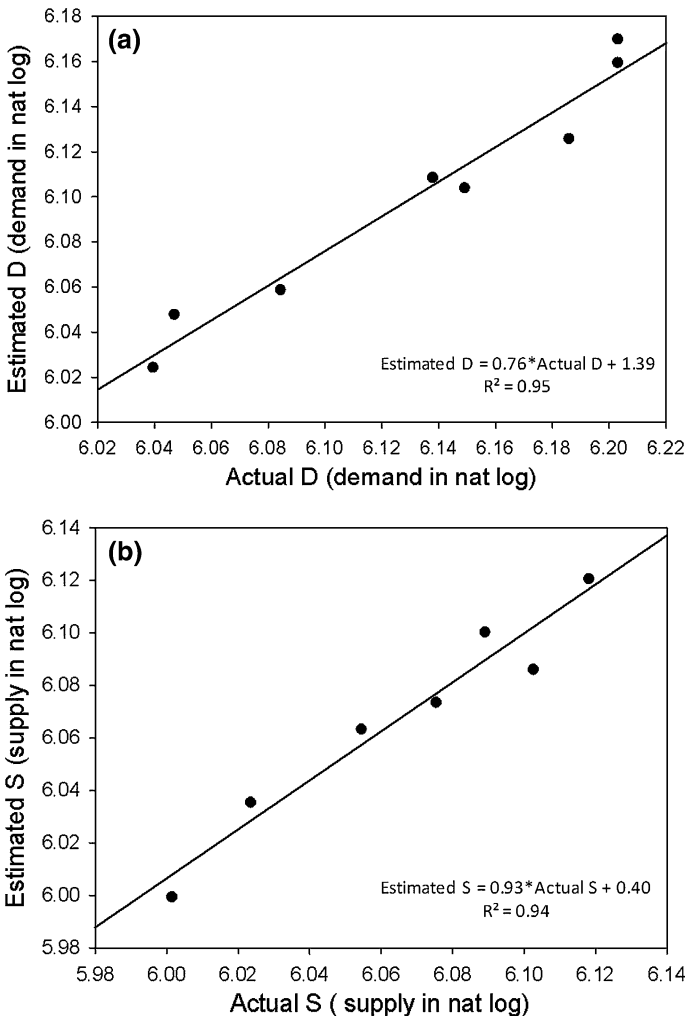 (a)
6.18
6.16
6.14
6.12
6.10
6.08
6.06
6.04
6.02
6.00
Estimated D (demand in nat log)
Estimated D = 0.76*Actual D + 1.39
R² = 0.95
6.02 6.04 6.06 6.08 6.10 6.12 6.14 6.16 6.18 6.20 6.22
Actual D (demand in nat log)
(b)
6.14
6.12
6.10
6.08
6.06
6.04
6.02
6.00
5.98
Estimated S (supply in nat log)
Estimated S = 0.93*Actual S + 0.40
R² = 0.94
5.98 6.00 6.02 6.04 6.06 6.08 6.10 6.12 6.14
Actual S ( supply in nat log)